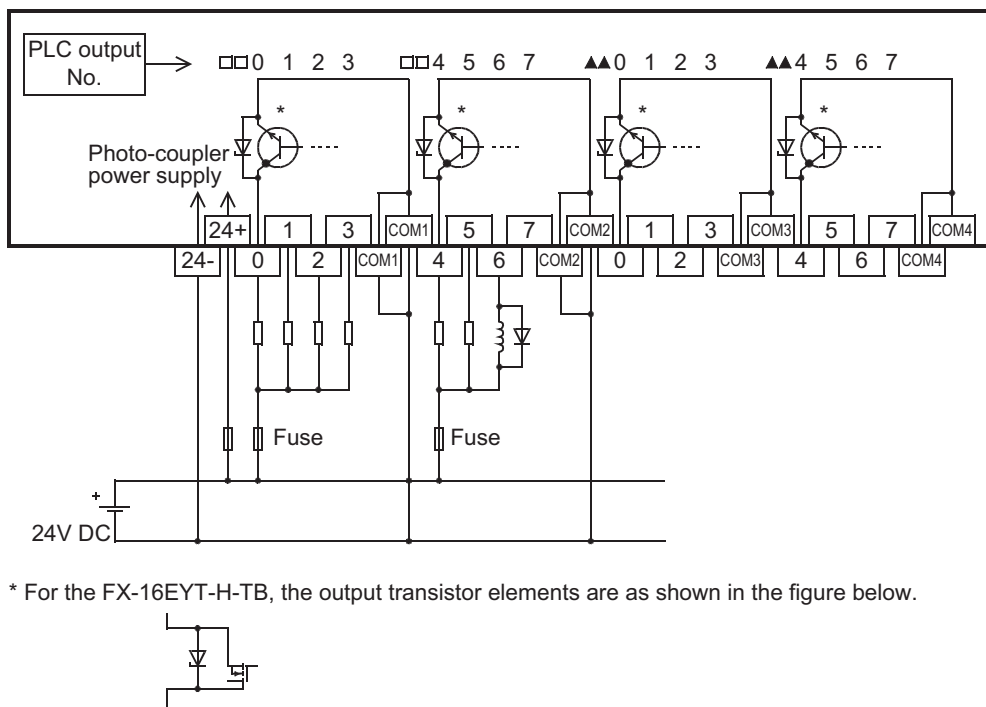 PLC output
No.
□□0 1 2 3 □□4 5 6 7 ▲▲0 1 2 3 ▲▲4 5 6 7
* * * *
Photo-coupler
power supply
24+ 1 3 COM1 5 7 COM2 1 3 COM3 5 7 COM4
24- 0 2 COM1 4 6 COM2 0 2 COM3 4 6 COM4
Fuse Fuse
+
24V DC
* For the FX-16EYT-H-TB, the output transistor elements are as shown in the figure below.